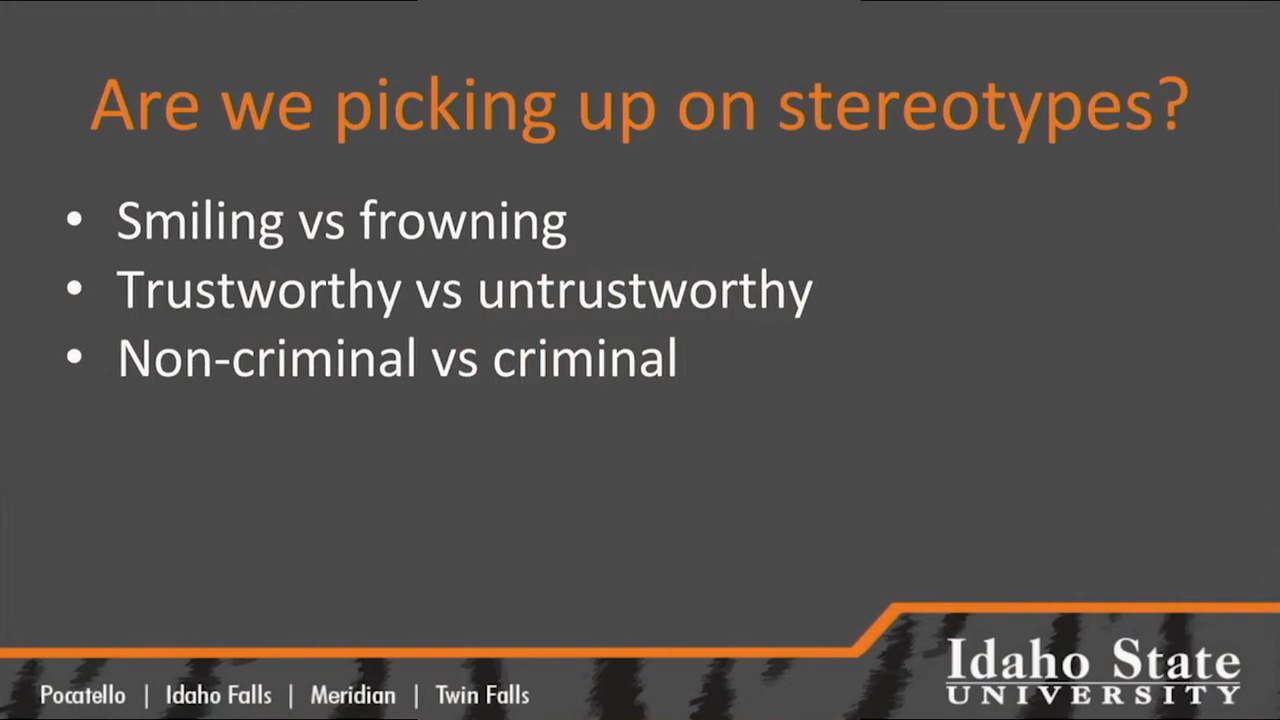 Are we picking up on stereotypes?
• Smiling vs frowning
• Trustworthy vs untrustworthy
• Non-criminal vs criminal
Pocatello | Idaho Falls | Meridian | Twin Falls
Idaho State
UNIVERSITY